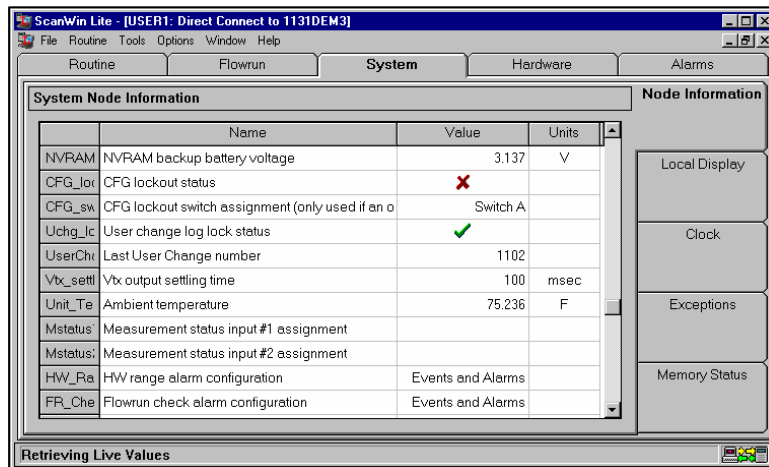 ScanWin Lite - [USER1: Direct Connect to 1131DEM3]
File Routine Tools Options Window Help
Routine Flowrun System Hardware Alarms
System Node Information
Node Information
Name Value Units
NVRAM NVRAM backup battery voltage 3.137 V
CFG_loc CFG lockout status
CFG_sw CFG lockout switch assignment (only used if an o Switch A
Uchg_lc User change log lock status
UserCha Last User Change number 1102
Vtx_settl Vtx output settling time 100 msec
Unit_Te Ambient temperature 75.236 F
Mstatus Measurement status input #1 assignment
Mstatus Measurement status input #2 assignment
HW_Ra HW range alarm configuration Events and Alarms
FR_Che Flowrun check alarm configuration Events and Alarms
Local Display
Clock
Exceptions
Memory Status
Retrieving Live Values